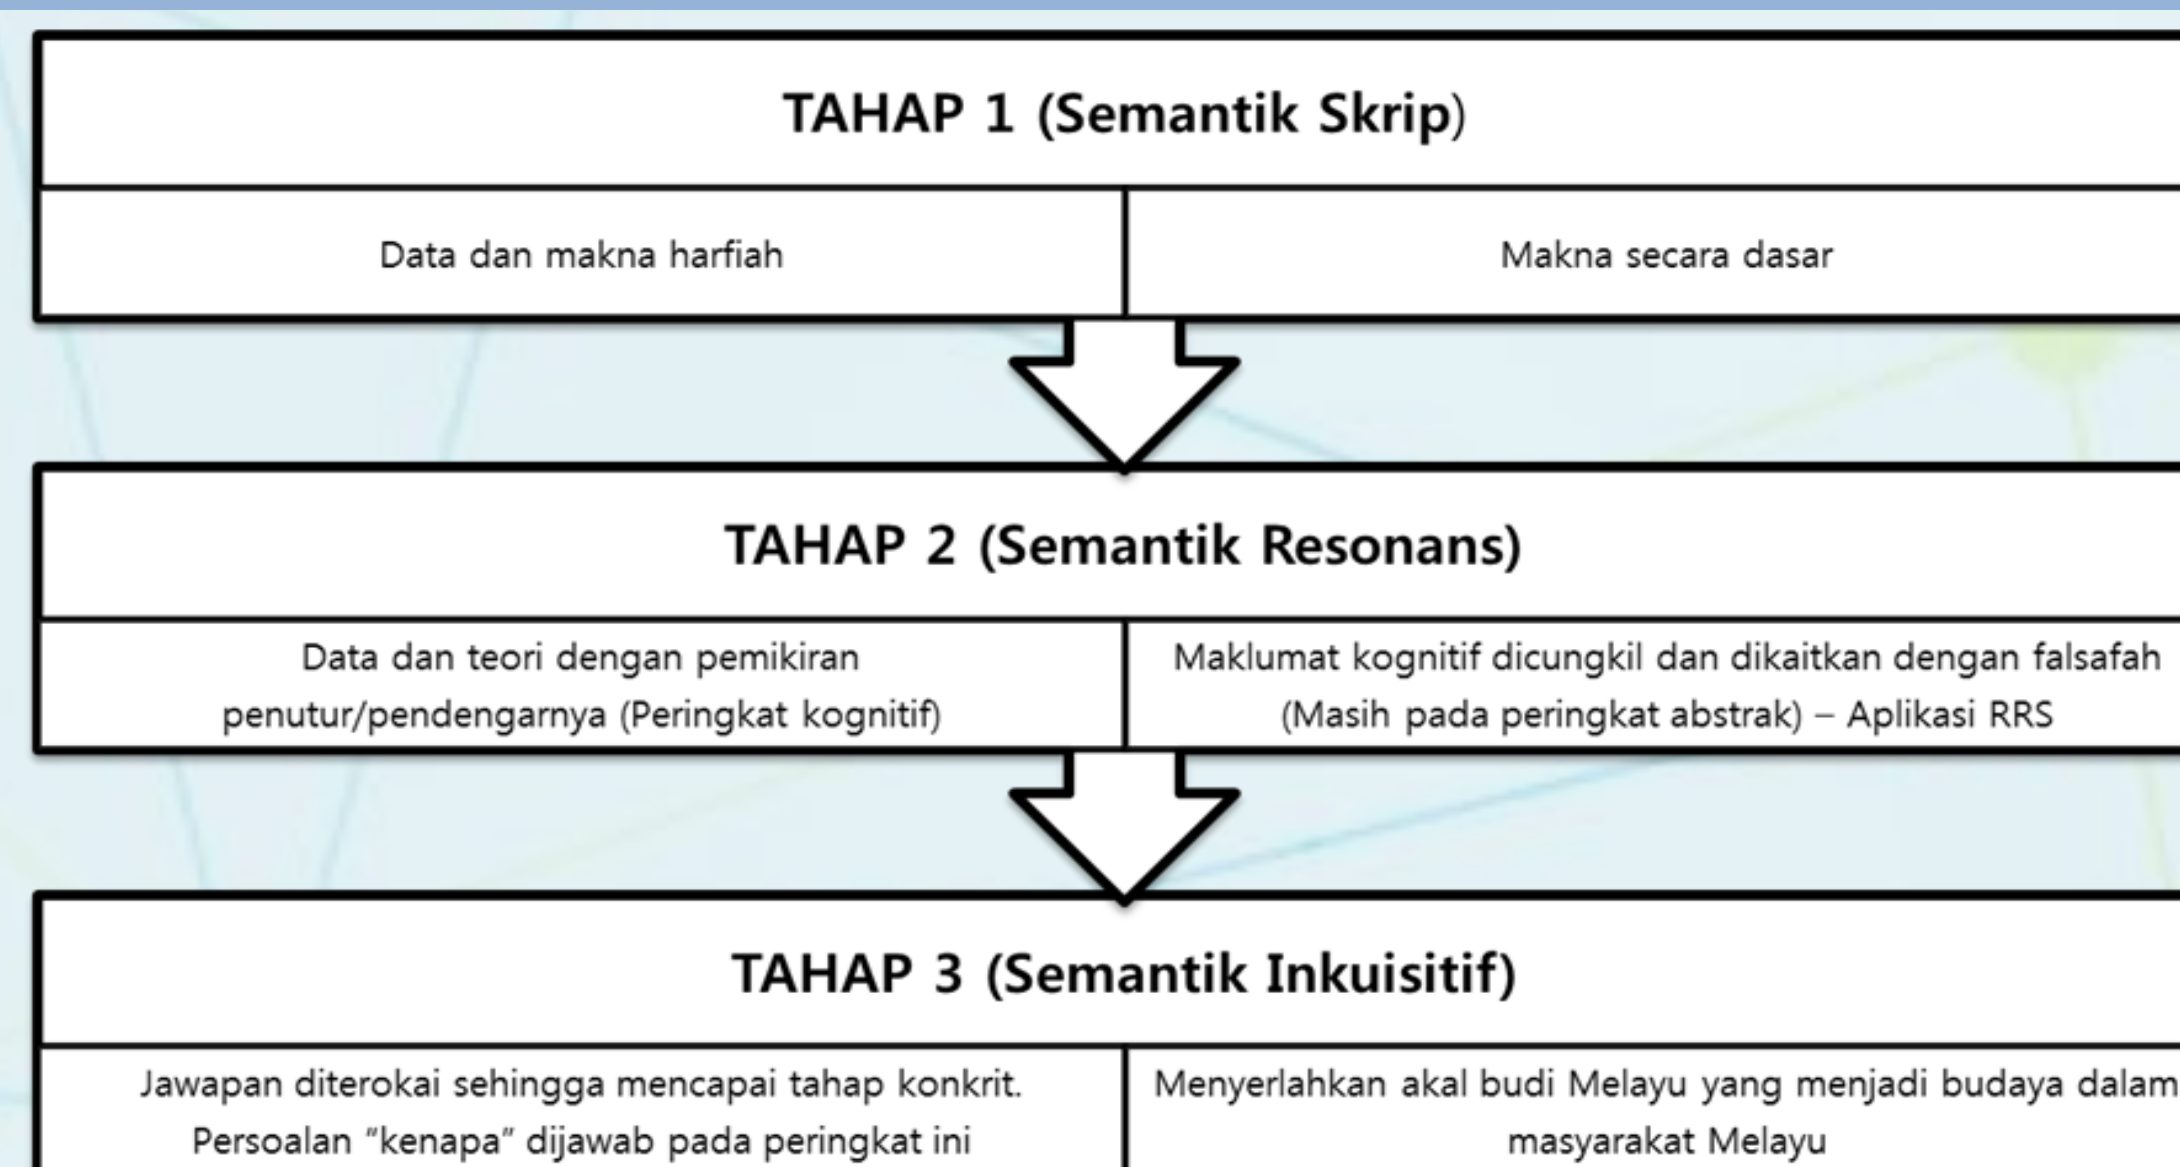 TAHAP 1 (Semantik Skrip)
Data dan makna harfiah
Makna secara dasar
TAHAP 2 (Semantik Resonans)
Data dan teori dengan pemikiran
penutur/pendengarnya (Peringkat kognitif)
Maklumat kognitif dicungkil dan dikaitkan dengan falsafah
(Masih pada peringkat abstrak) – Aplikasi RRS
TAHAP 3 (Semantik Inkuisitif)
Jawapan diterokai sehingga mencapai tahap konkrit.
Persoalan “kenapa” dijawab pada peringkat ini
Menyerlahkan akal budi Melayu yang menjadi budaya dalam
masyarakat Melayu